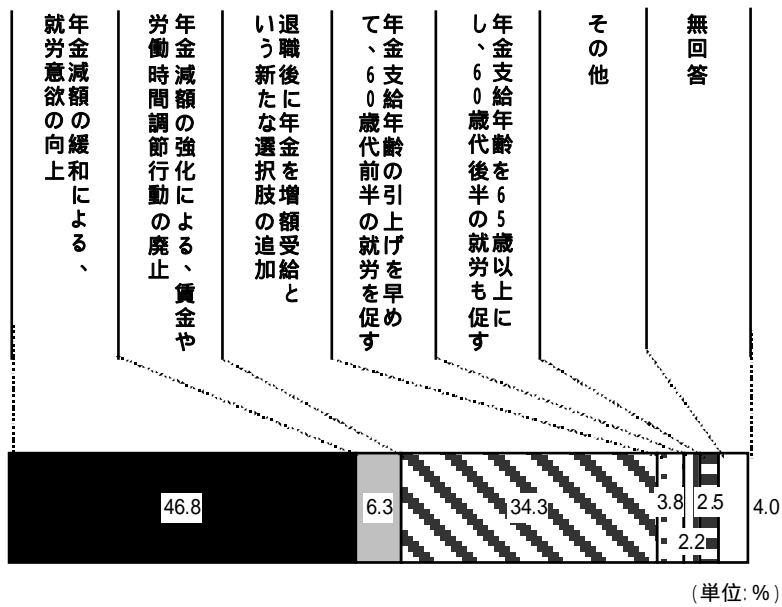 年金減額の緩和による、
就労意欲の向上
年金減額の強化による、賃金や
労働時間調節行動の廃止
退職後に年金を増額受給と
いう新たな選択肢の追加
年金支給年齢の引上げを早め
て、60歳代前半の就労を促す
年金支給年齢を65歳以上に
し、60歳代後半の就労も促す
その他
無回答
46.8
6.3
34.3
3.8
2.2
2.5
4.0
(単位:%)